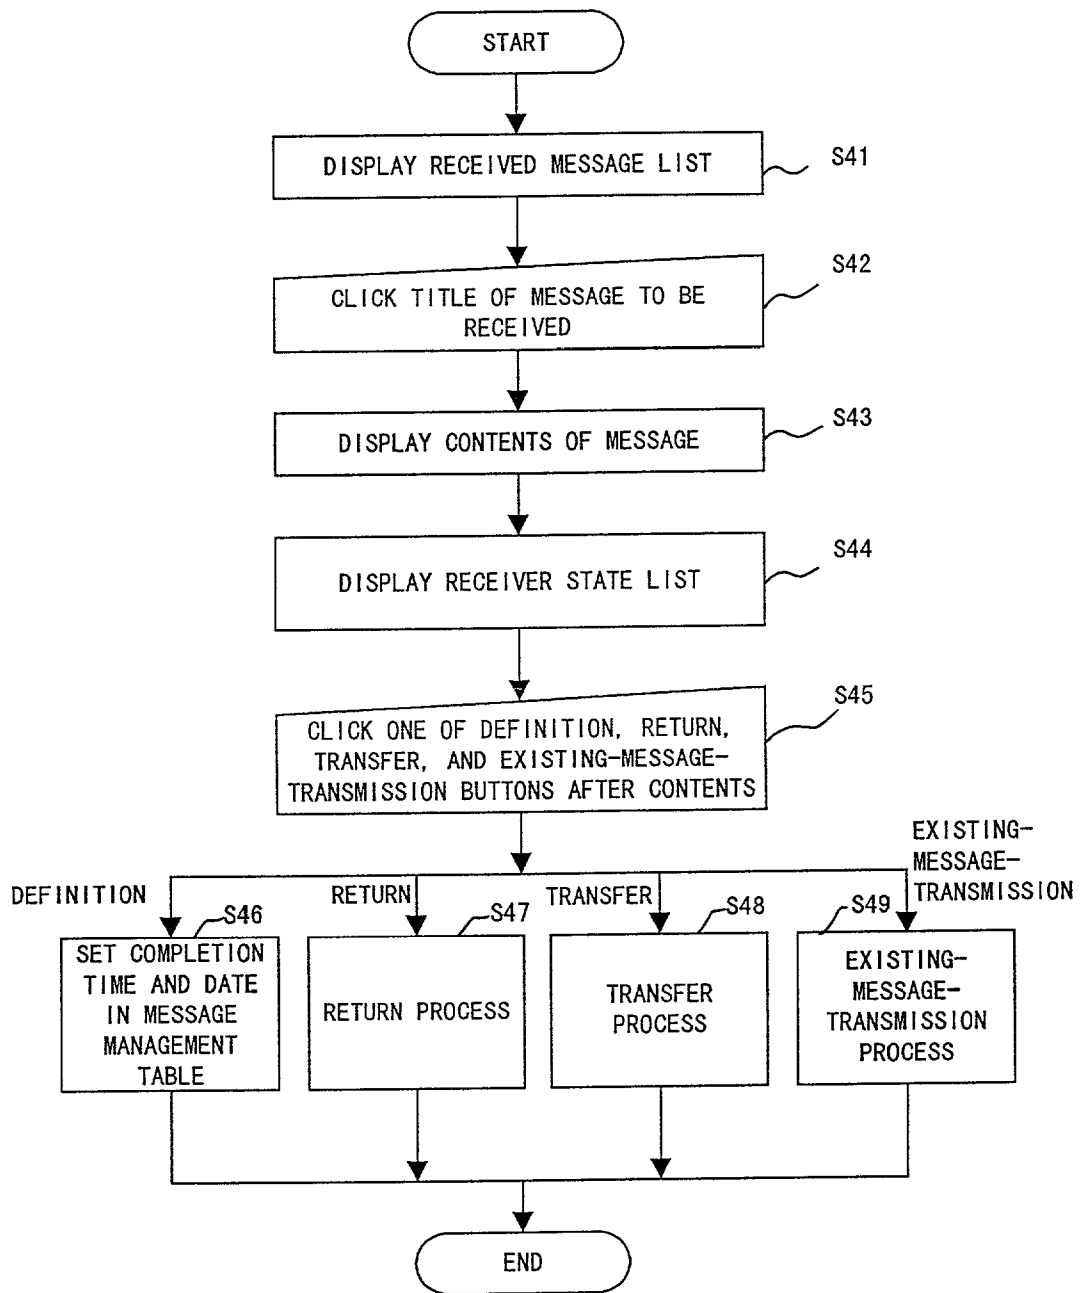 START
DISPLAY RECEIVED MESSAGE LIST
S41
CLICK TITLE OF MESSAGE TO BE
RECEIVED
S42
DISPLAY CONTENTS OF MESSAGE
S43
DISPLAY RECEIVER STATE LIST
S44
CLICK ONE OF DEFINITION, RETURN,
TRANSFER, AND EXISTING-MESSAGE-
TRANSMISSION BUTTONS AFTER CONTENTS
S45
DEFINITION
S46
SET COMPLETION
TIME AND DATE
IN MESSAGE
MANAGEMENT
TABLE
RETURN
S47
RETURN PROCESS
TRANSFER
S48
TRANSFER
PROCESS
EXISTING-
MESSAGE-
TRANSMISSION
S49
EXISTING-
MESSAGE-
TRANSMISSION
PROCESS
END